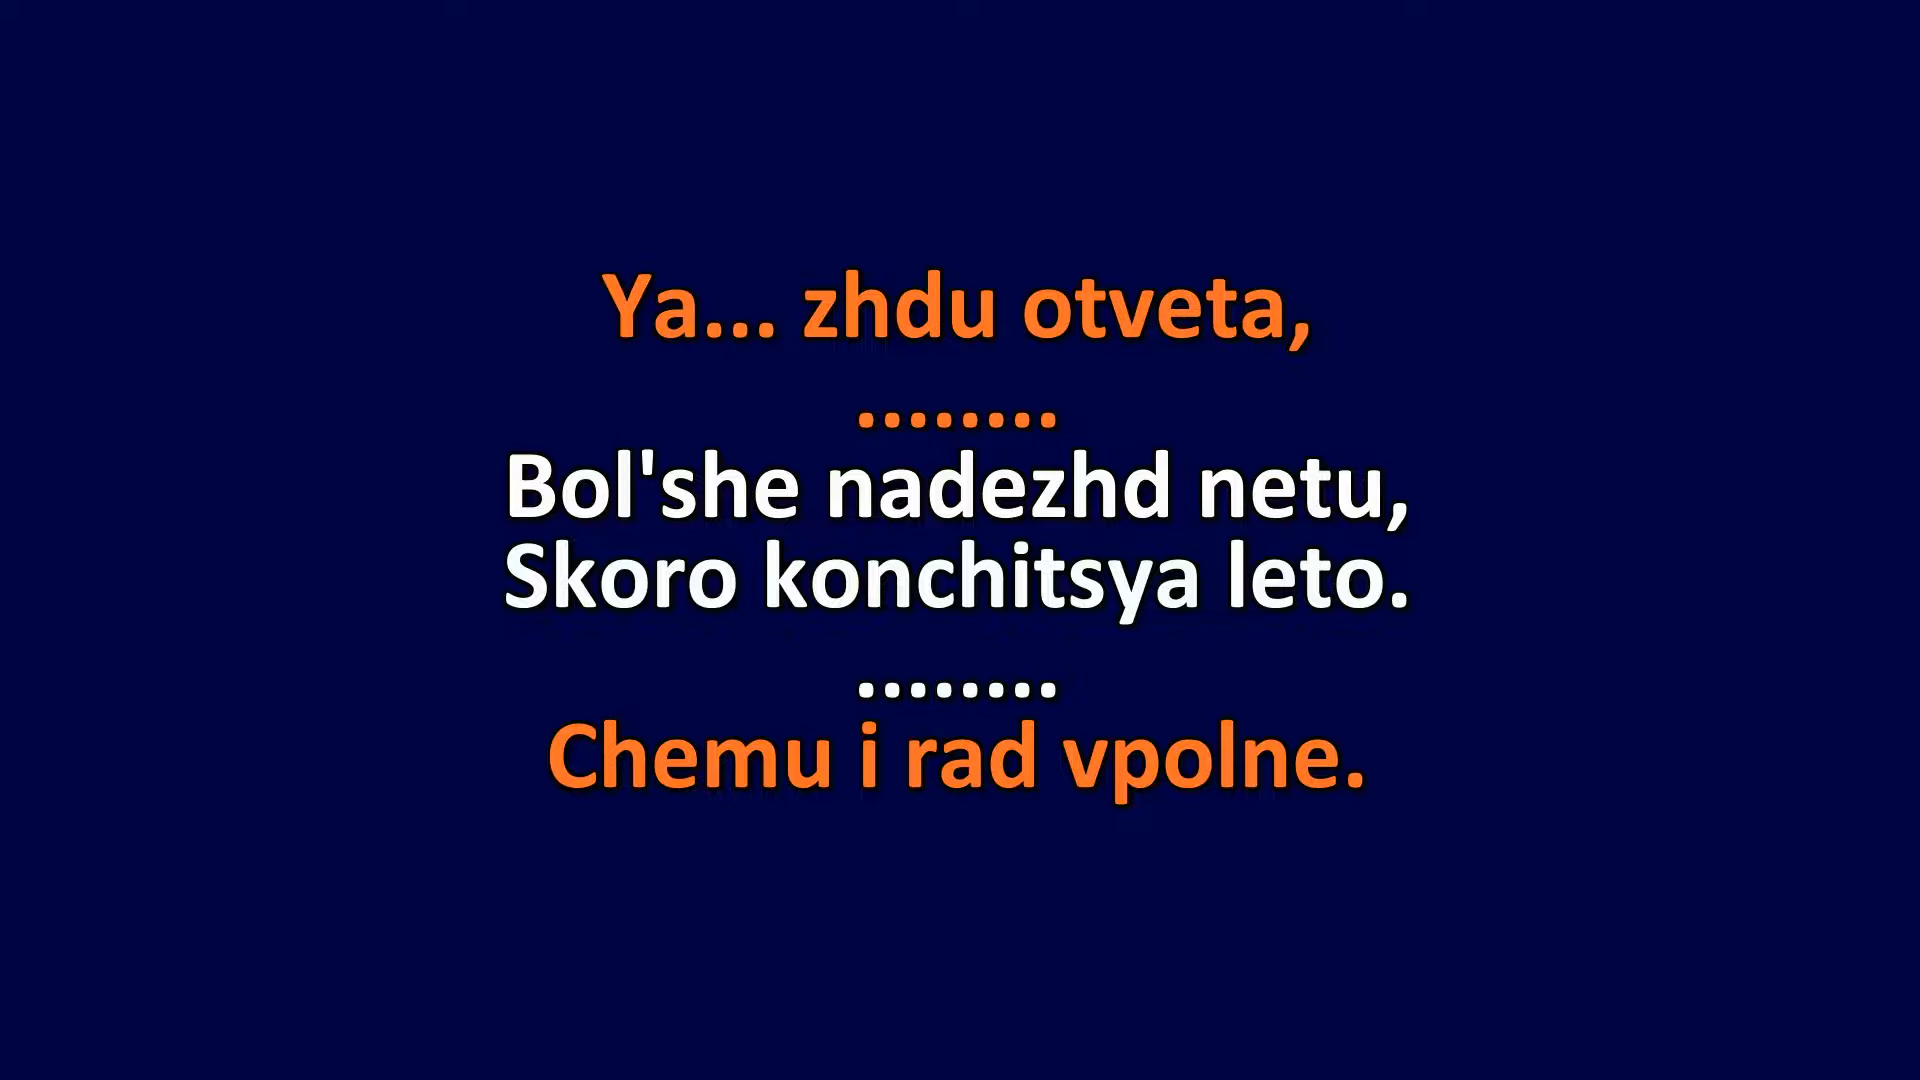 Ya... zhdu otveta,
........
Bol'she nadezhd netu,
Skoro konchitsya leto.
........
Chemu i rad vpolne.